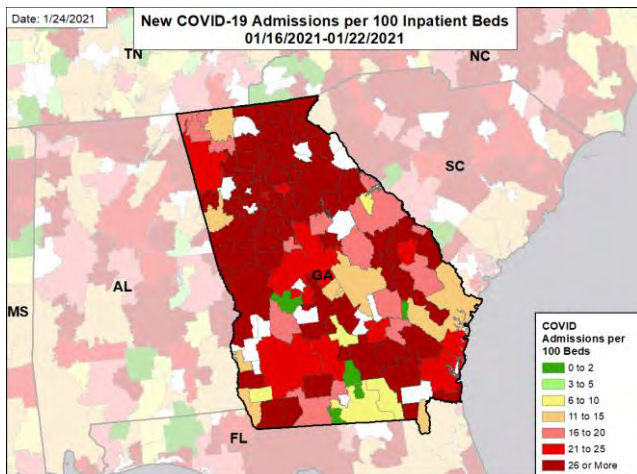 Date: 1/24/2021
New COVID-19 Admissions per 100 Inpatient Beds
01/16/2021-01/22/2021
TN
NC
SC
GA
AL
MS
FL
COVID
Admissions per
100 Beds
0 to 2
3 to 5
6 to 10
11 to 15
16 to 20
21 to 25
26 or More